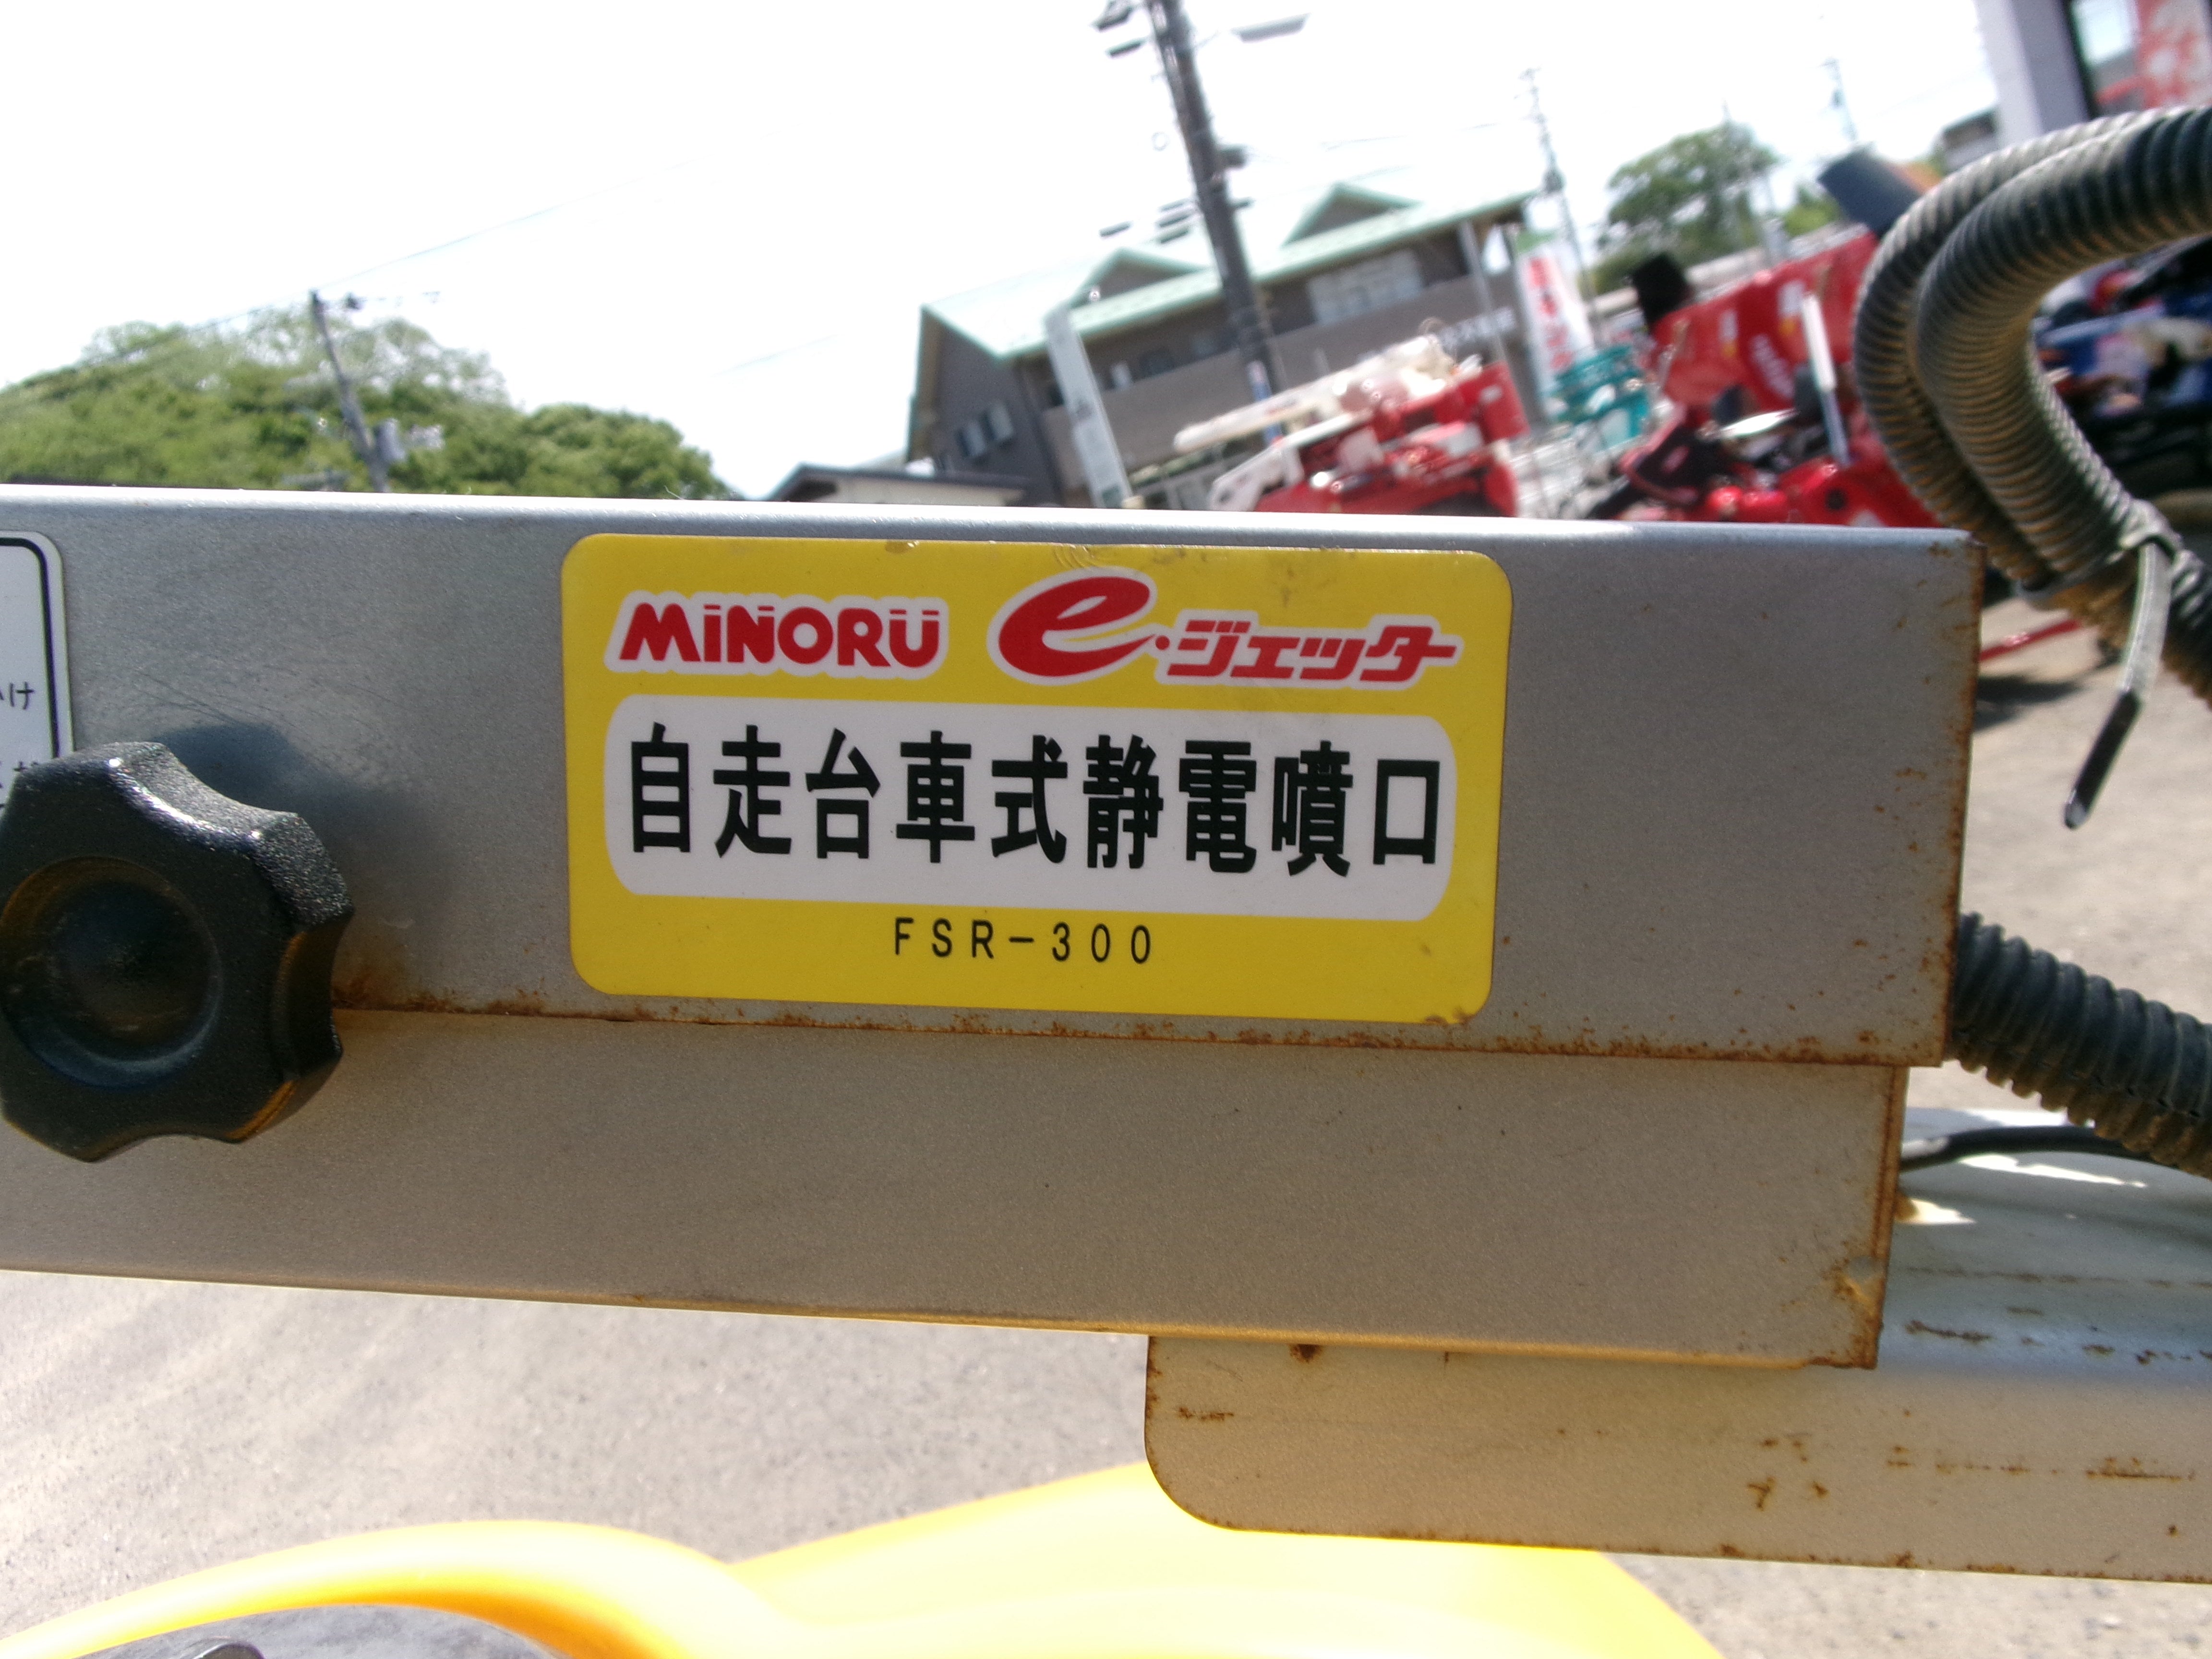 MINORU e・ジェッター
自走台車式静電噴口
FSR-300